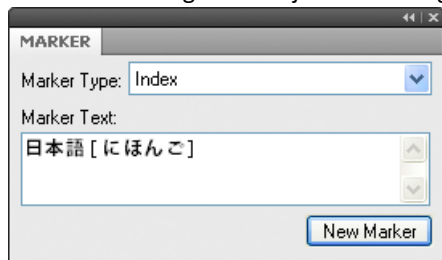 MARKER
Marker Type: Index
Marker Text:
日本語 [にほんご]
New Marker